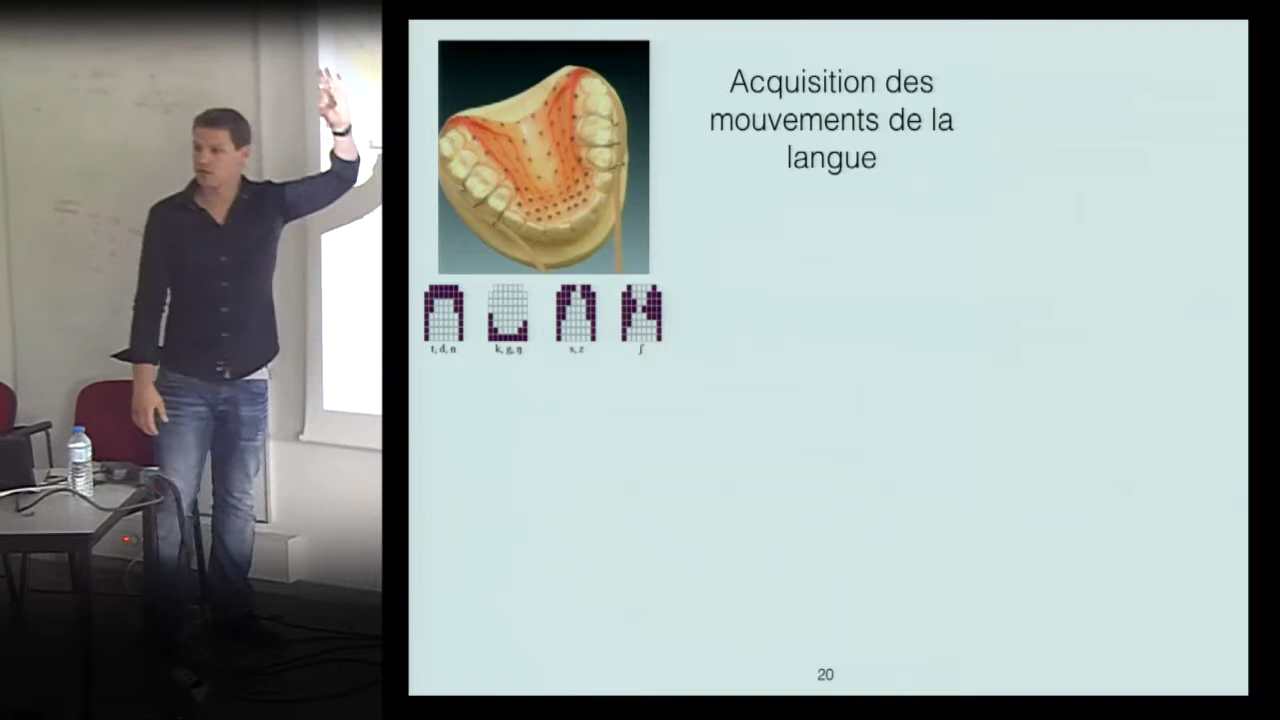 Acquisition des
mouvements de la
langue
t, d, n
k, g, ŋ
s, z
ʃ
20